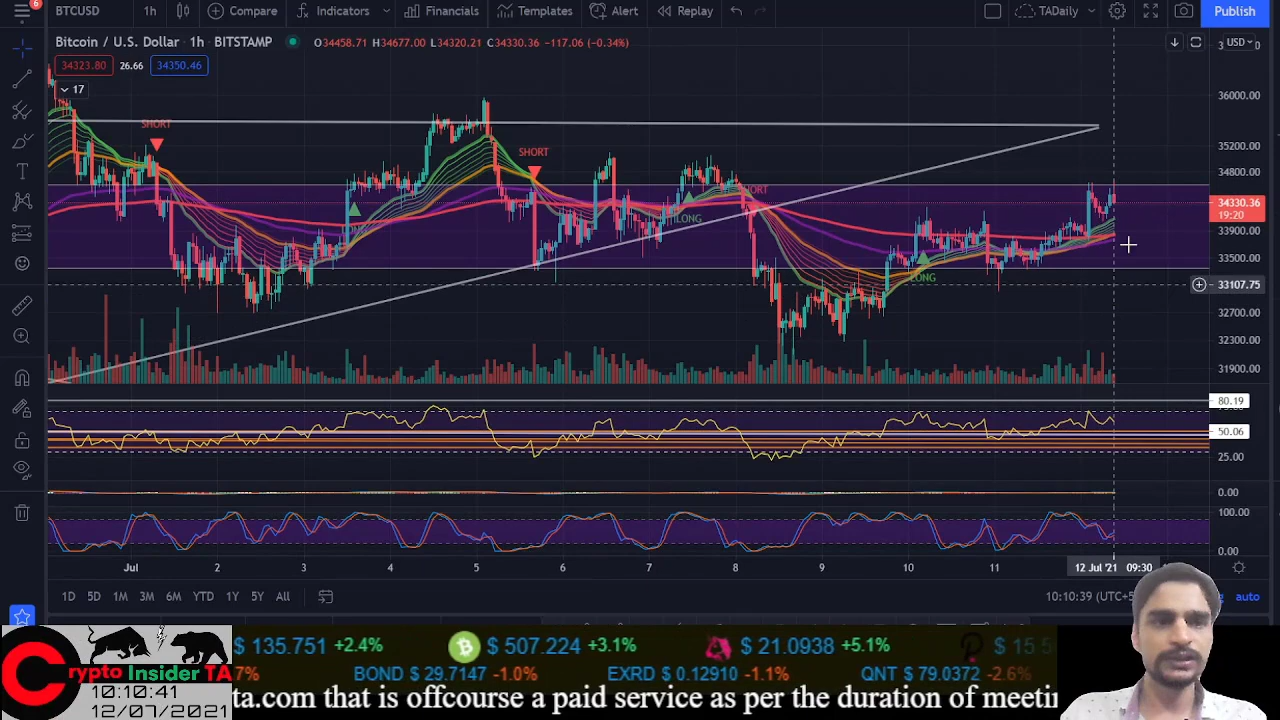 6
BTCUSD 1h Compare Indicators Financials Templates Alert Replay TADaily Publish
Bitcoin / U.S. Dollar · 1h · BITSTAMP O34458.71 H34677.00 L34320.21 C34330.36 -117.06 (-0.34%)
USD
34323.80 26.66 34350.46
17
36000.00
SHORT
35200.00
SHORT
34800.00
34330.36
19:20
LONG
33900.00
33500.00
LONG
33107.75
32700.00
32300.00
31900.00
80.19
50.06
25.00
0.00
100.00
0.00
Jul 2 3 4 5 6 7 8 9 10 11 12 Jul '21 09:30
1D 5D 1M 3M 6M YTD 1Y 5Y All 10:10:39 (UTC+5 auto
$ 135.751 +2.4% $ 507.224 +3.1% $ 21.0938 +5.1% $ 15.5
Crypto Insider TA
7% BOND $ 29.7147 -1.0% EXRD $ 0.12910 -1.1% QNT $ 79.0372 -2.6%
10:10:41
12/07/2021
ta.com that is offcourse a paid service as per the duration of meetin